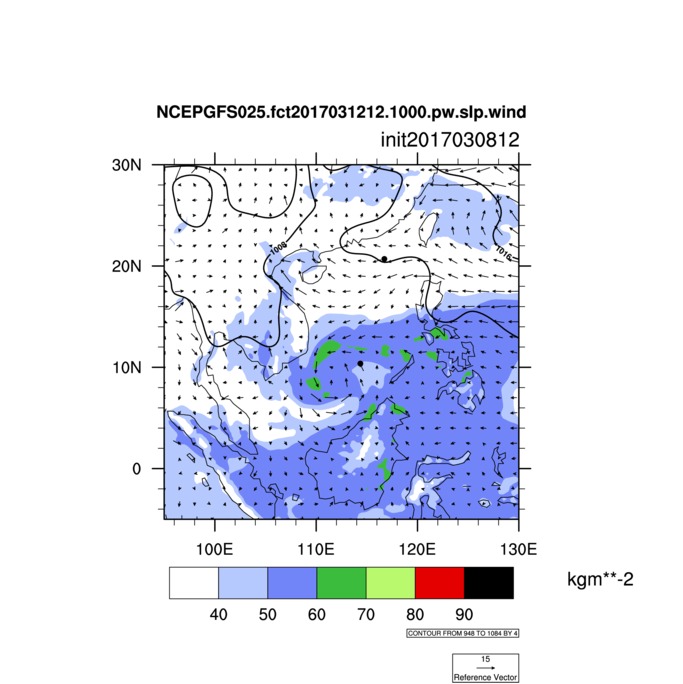 NCEPGFS025.fct2017031212.1000.pw.slp.wind
init2017030812
30N
20N
10N
0
1008
1016
100E 110E 120E 130E
kgm**-2
40 50 60 70 80 90
CONTOUR FROM 948 TO 1084 BY 4
15
Reference Vector